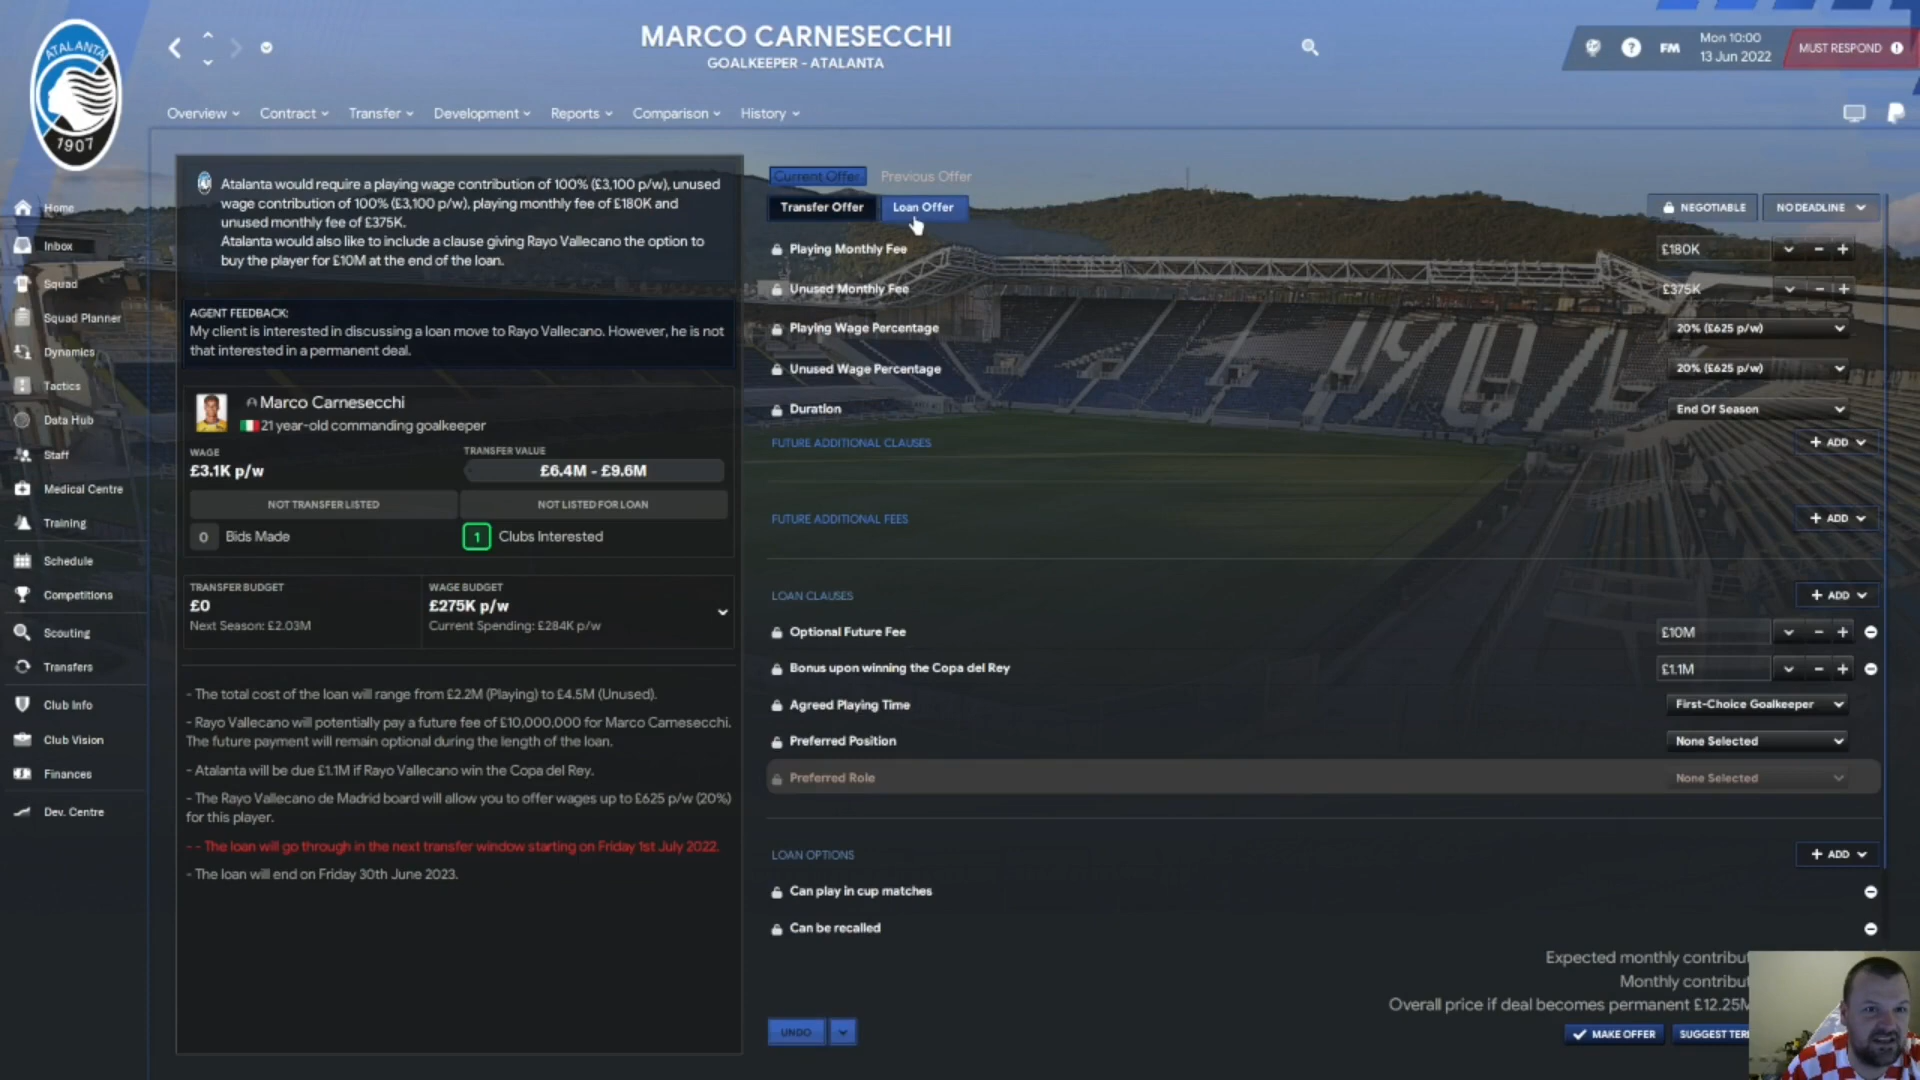 MARCO CARNESECCHI
GOALKEEPER - ATALANTA
ATALANTA
1907
FM
Mon 10:00
13 Jun 2022
MUST RESPOND
Overview
Contract
Transfer
Development
Reports
Comparison
History
Home
Inbox
Squad
Squad Planner
Dynamics
Tactics
Data Hub
Staff
Medical Centre
Training
Schedule
Competitions
Scouting
Transfers
Club Info
Club Vision
Finances
Dev. Centre
Atalanta would require a playing wage contribution of 100% (£3,100 p/w), unused
wage contribution of 100% (£3,100 p/w), playing monthly fee of £180K and
unused monthly fee of £375K.
Atalanta would also like to include a clause giving Rayo Vallecano the option to
buy the player for £10M at the end of the loan.
AGENT FEEDBACK:
My client is interested in discussing a loan move to Rayo Vallecano. However, he is not
that interested in a permanent deal.
Marco Carnesecchi
21 year-old commanding goalkeeper
WAGE
£3.1K p/w
TRANSFER VALUE
£6.4M - £9.6M
NOT TRANSFER LISTED
NOT LISTED FOR LOAN
0 Bids Made
1 Clubs Interested
TRANSFER BUDGET
£0
Next Season: £2.03M
WAGE BUDGET
£275K p/w
Current Spending: £284K p/w
- The total cost of the loan will range from £2.2M (Playing) to £4.5M (Unused).
- Rayo Vallecano will potentially pay a future fee of £10,000,000 for Marco Carnesecchi.
The future payment will remain optional during the length of the loan.
- Atalanta will be due £1.1M if Rayo Vallecano win the Copa del Rey.
- The Rayo Vallecano de Madrid board will allow you to offer wages up to £625 p/w (20%)
for this player.
- - The loan will go through in the next transfer window starting on Friday 1st July 2022.
- The loan will end on Friday 30th June 2023.
Current Offer
Previous Offer
Transfer Offer
Loan Offer
NEGOTIABLE
NO DEADLINE
Playing Monthly Fee
£180K
Unused Monthly Fee
£375K
Playing Wage Percentage
20% (£625 p/w)
Unused Wage Percentage
20% (£625 p/w)
Duration
End Of Season
FUTURE ADDITIONAL CLAUSES
+ ADD
FUTURE ADDITIONAL FEES
+ ADD
LOAN CLAUSES
+ ADD
Optional Future Fee
£10M
Bonus upon winning the Copa del Rey
£1.1M
Agreed Playing Time
First-Choice Goalkeeper
Preferred Position
None Selected
Preferred Role
None Selected
LOAN OPTIONS
+ ADD
Can play in cup matches
Can be recalled
Expected monthly
Monthly
Overall price if deal becomes permanent £12.25M
UNDO
MAKE OFFER
SUGGEST